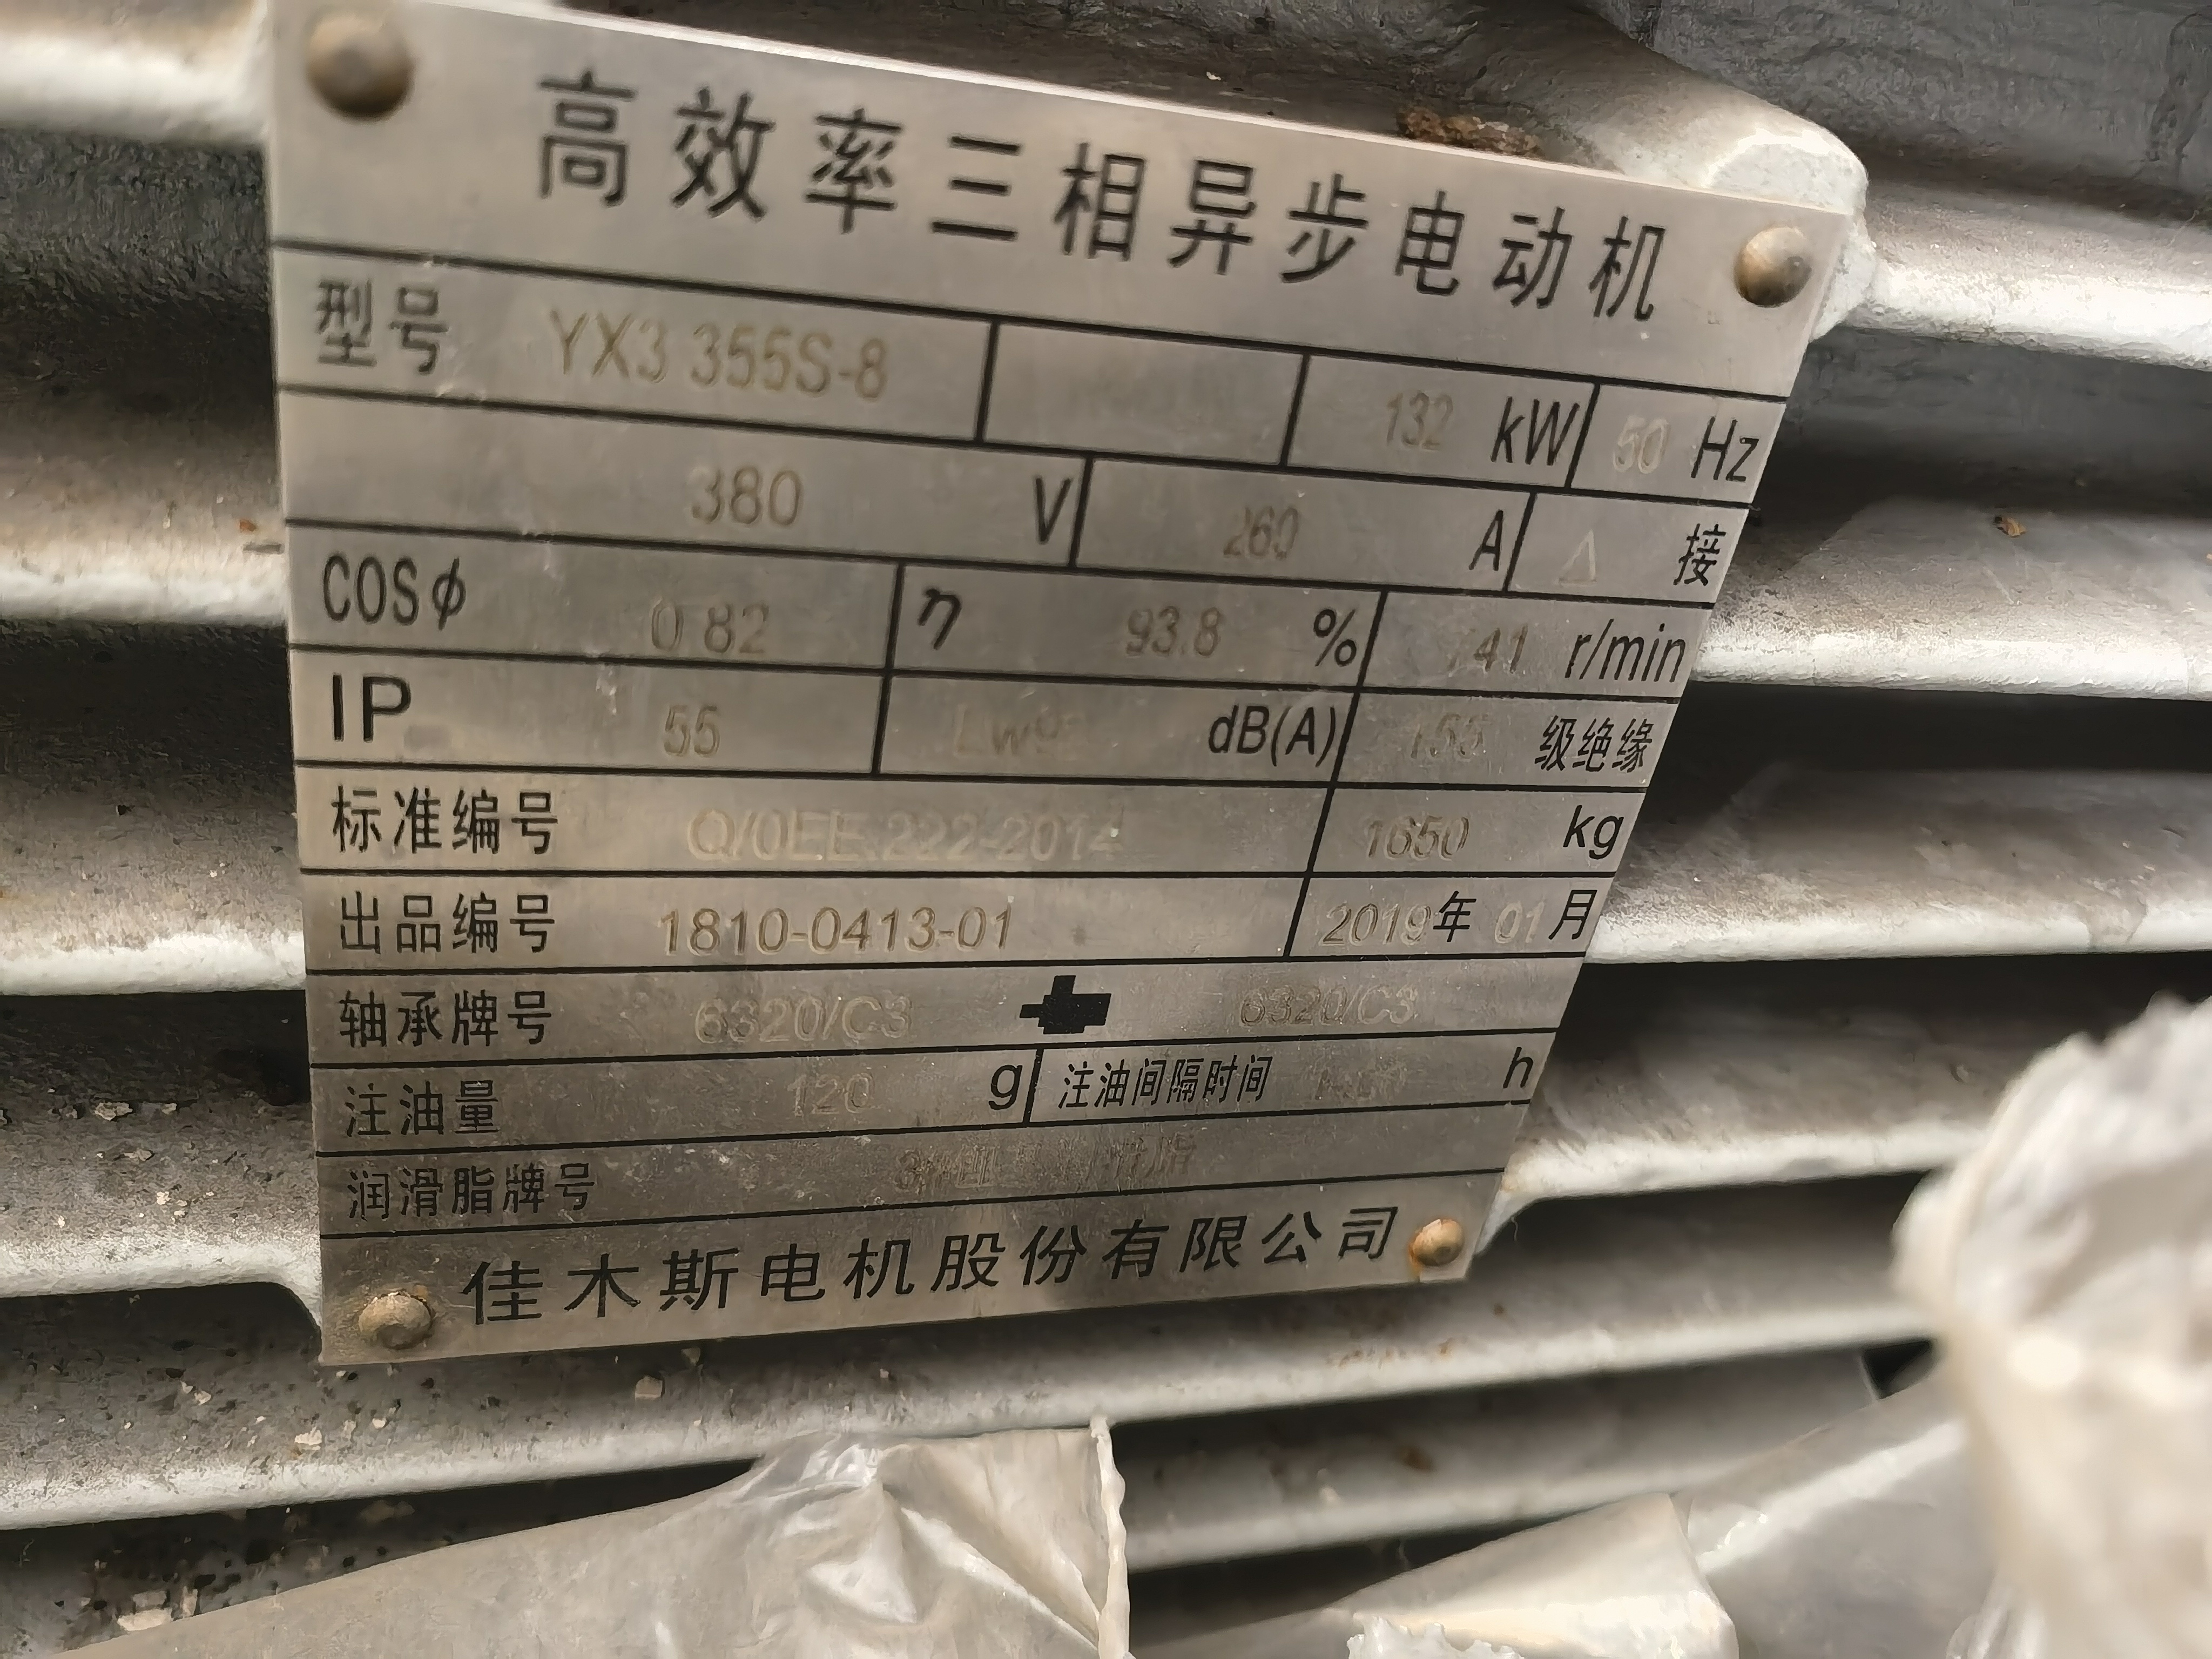 高效率三相异步电动机
型号 YX3 355S-8 132 kW 50 Hz
380 V 260 A △ 接
COSφ 0.82 η 93.8 % 741 r/min
IP 55 Lw dB(A) 155 级绝缘
标准编号 Q/0EE.222-2014 1650 kg
出品编号 1810-0413-01 2019年 01月
轴承牌号 6320/C3 6320/C3
注油量 120 g 注油间隔时间 h
润滑脂牌号
佳木斯电机股份有限公司